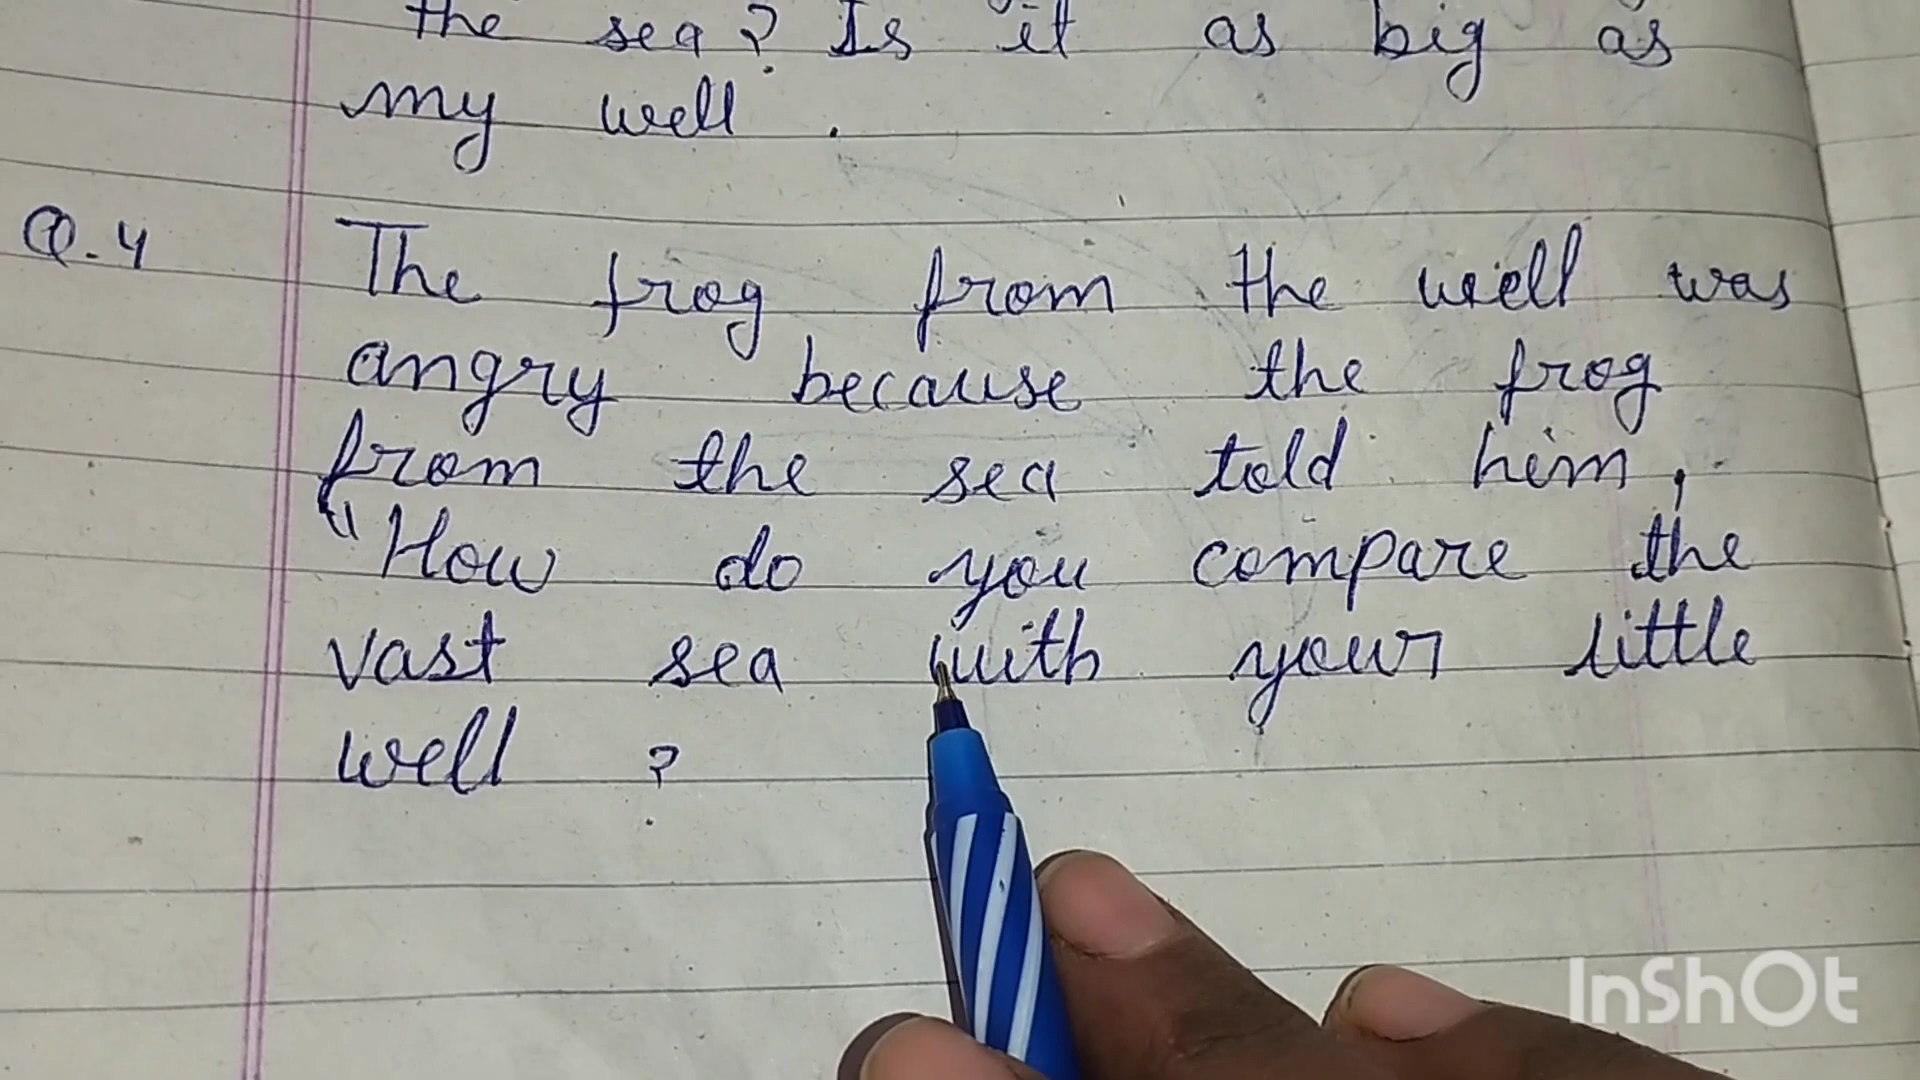 the sea? Is it as big as
my well.
Q.4 The frog from the well was
angry because the frog
from the sea told him,
"How do you compare the
vast sea with your little
well?
InShOt